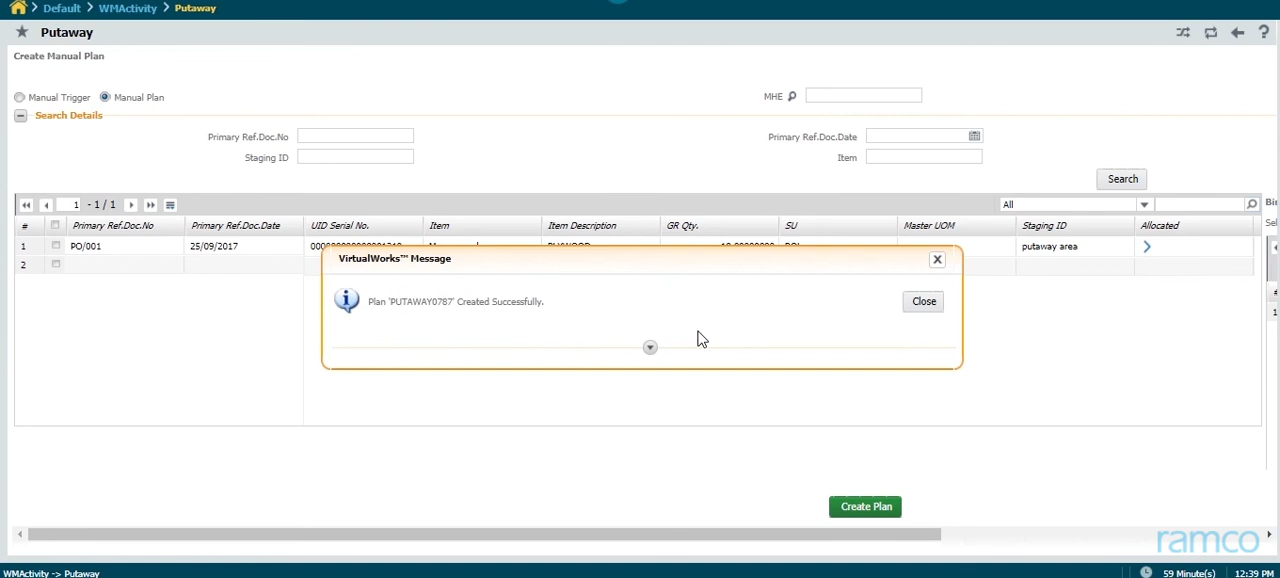 Default WMActivity Putaway
Putaway
?
Create Manual Plan
Manual Trigger Manual Plan MHE
Search Details
Primary Ref.Doc.No Primary Ref.Doc.Date
Staging ID Item
Search
1 - 1 / 1 All
# Primary Ref.Doc.No Primary Ref.Doc.Date UID Serial No. Item Item Description GR Qty. SU Master UOM Staging ID Allocated
1 PO/001 25/09/2017 putaway area
2
VirtualWorks™ Message
Plan 'PUTAWAY0787' Created Successfully.
Close
Create Plan
ramco
WMActivity -> Putaway 59 Minute(s) 12:39 PM